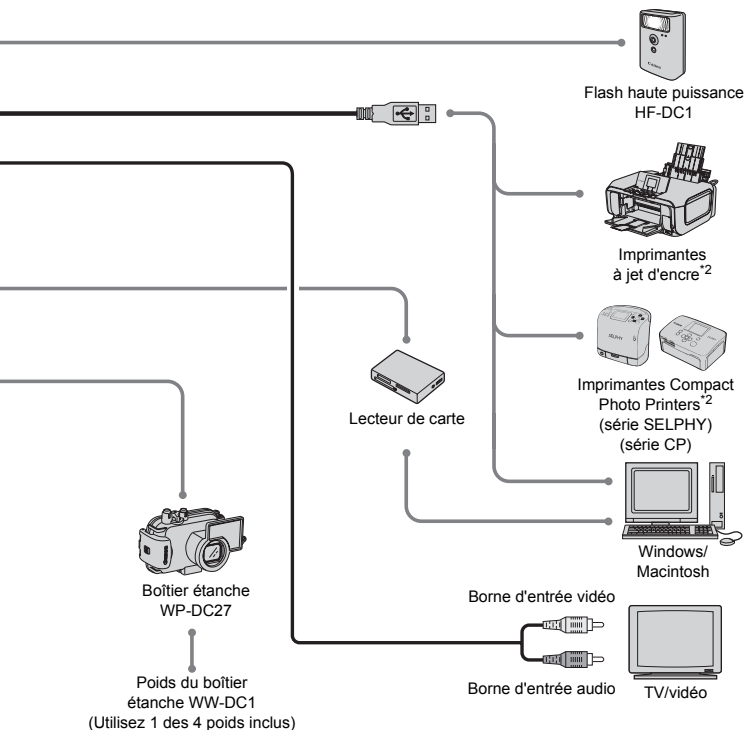 Canon
Flash haute puissance
HF-DC1
Imprimantes
à jet d'encre*2
SELPHY
Imprimantes Compact
Photo Printers*2
(série SELPHY)
(série CP)
Lecteur de carte
Windows/
Macintosh
Boîtier étanche
WP-DC27
Poids du boîtier
étanche WW-DC1
(Utilisez 1 des 4 poids inclus)
Borne d'entrée vidéo
Borne d'entrée audio
TV/vidéo